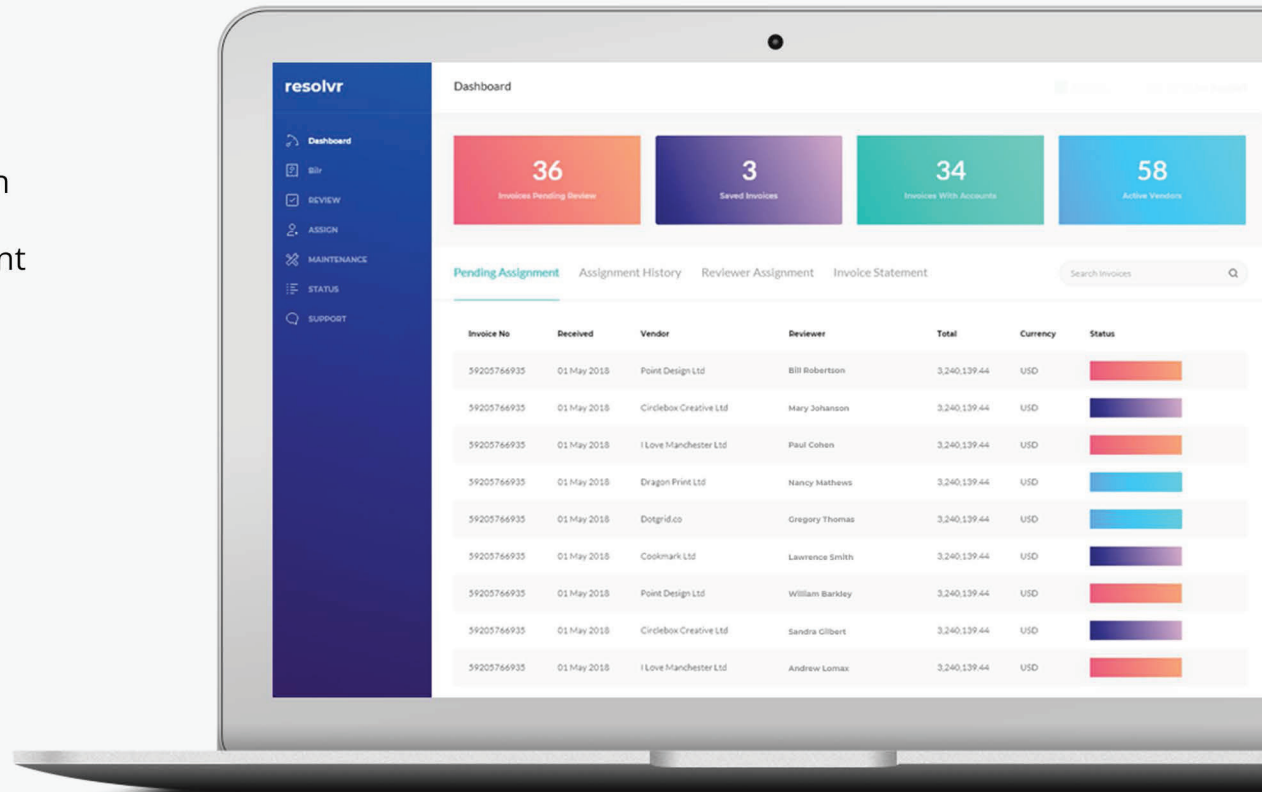 n
nt
resolvr
Dashboard
Bilr
REVIEW
ASSIGN
MAINTENANCE
STATUS
SUPPORT
Dashboard
36
Invoices Pending Review
3
Saved Invoices
34
Invoices With Accounts
58
Active Vendors
Pending Assignment Assignment History Reviewer Assignment Invoice Statement Search Invoices
Invoice No Received Vendor Reviewer Total Currency Status
59205766935 01 May 2018 Point Design Ltd Bill Robertson 3,240,139.44 USD
59205766935 01 May 2018 Circlebox Creative Ltd Mary Johanson 3,240,139.44 USD
59205766935 01 May 2018 I Love Manchester Ltd Paul Cohen 3,240,139.44 USD
59205766935 01 May 2018 Dragon Print Ltd Nancy Mathews 3,240,139.44 USD
59205766935 01 May 2018 Dotgrid.co Gregory Thomas 3,240,139.44 USD
59205766935 01 May 2018 Cookmark Ltd Lawrence Smith 3,240,139.44 USD
59205766935 01 May 2018 Point Design Ltd William Barkley 3,240,139.44 USD
59205766935 01 May 2018 Circlebox Creative Ltd Sandra Gilbert 3,240,139.44 USD
59205766935 01 May 2018 I Love Manchester Ltd Andrew Lomax 3,240,139.44 USD